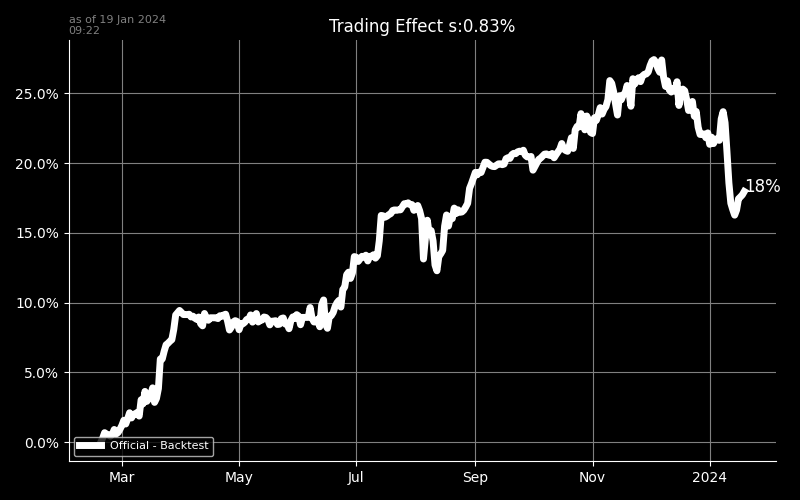 as of 19 Jan 2024
09:22
Trading Effect s:0.83%
25.0%
20.0%
15.0%
10.0%
5.0%
0.0%
18%
Official - Backtest
Mar
May
Jul
Sep
Nov
2024